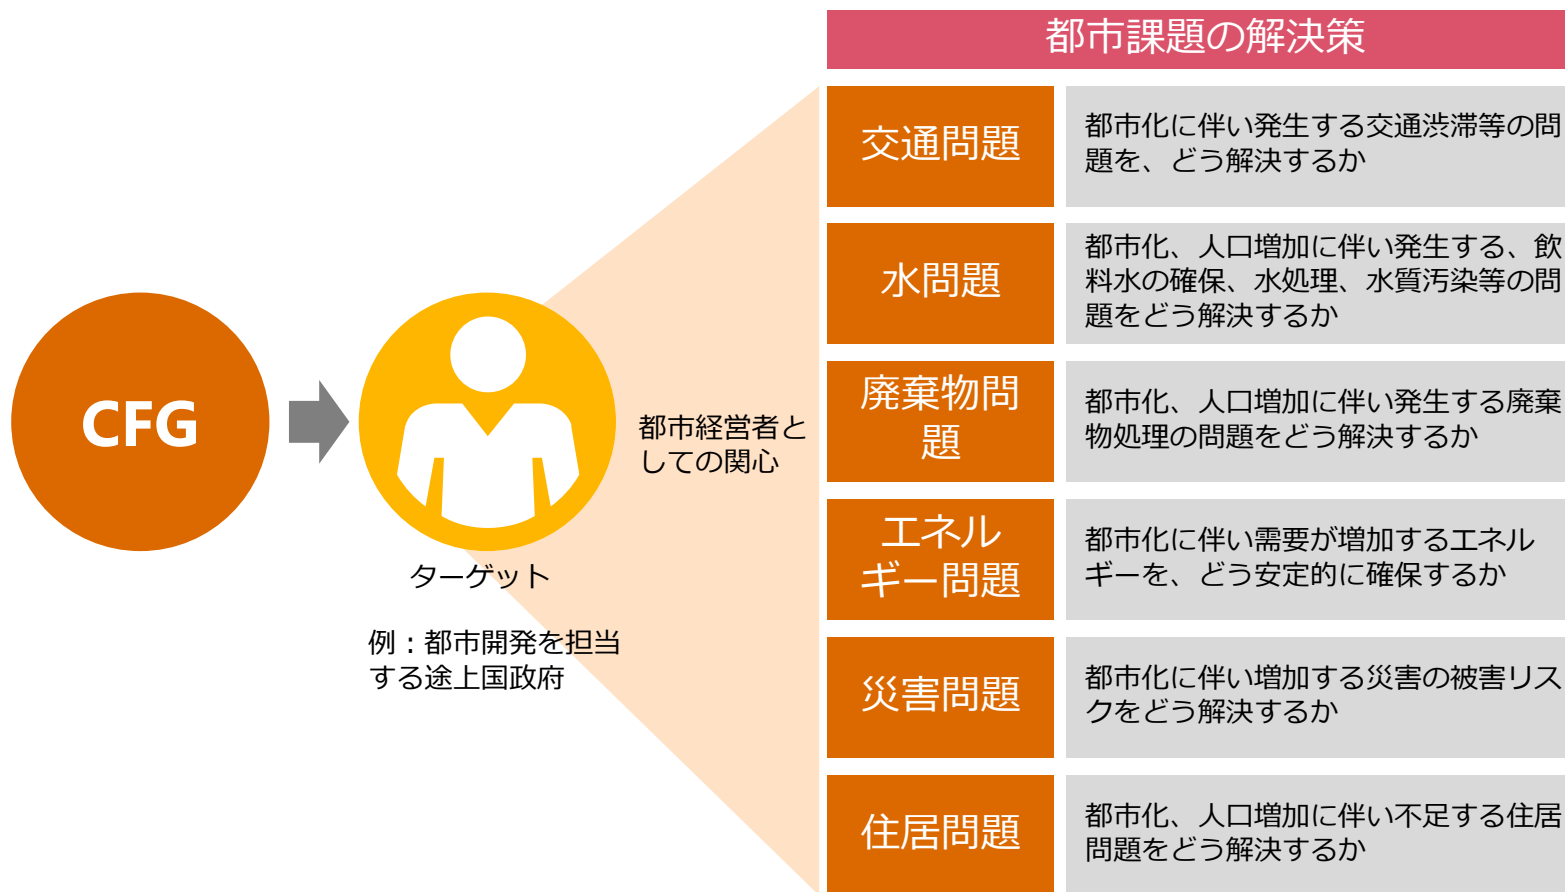 都市課題の解決策
CFG
ターゲット
例：都市開発を担当
する途上国政府
都市経営者と
しての関心
交通問題
都市化に伴い発生する交通渋滞等の問
題を、どう解決するか
水問題
都市化、人口増加に伴い発生する、飲
料水の確保、水処理、水質汚染等の問
題をどう解決するか
廃棄物問
題
都市化、人口増加に伴い発生する廃棄
物処理の問題をどう解決するか
エネル
ギー問題
都市化に伴い需要が増加するエネル
ギーを、どう安定的に確保するか
災害問題
都市化に伴い増加する災害の被害リス
クをどう解決するか
住居問題
都市化、人口増加に伴い不足する住居
問題をどう解決するか